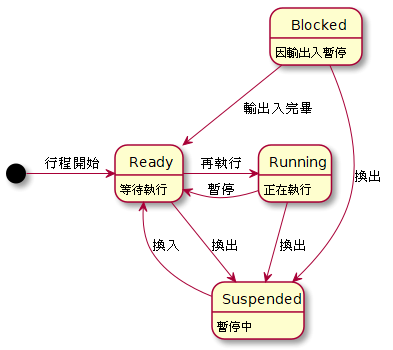 Blocked
因輸出入暫停
輸出入完畢
行程開始
Ready
等待執行
再執行
暫停
Running
正在執行
換出
換入
換出
換出
Suspended
暫停中